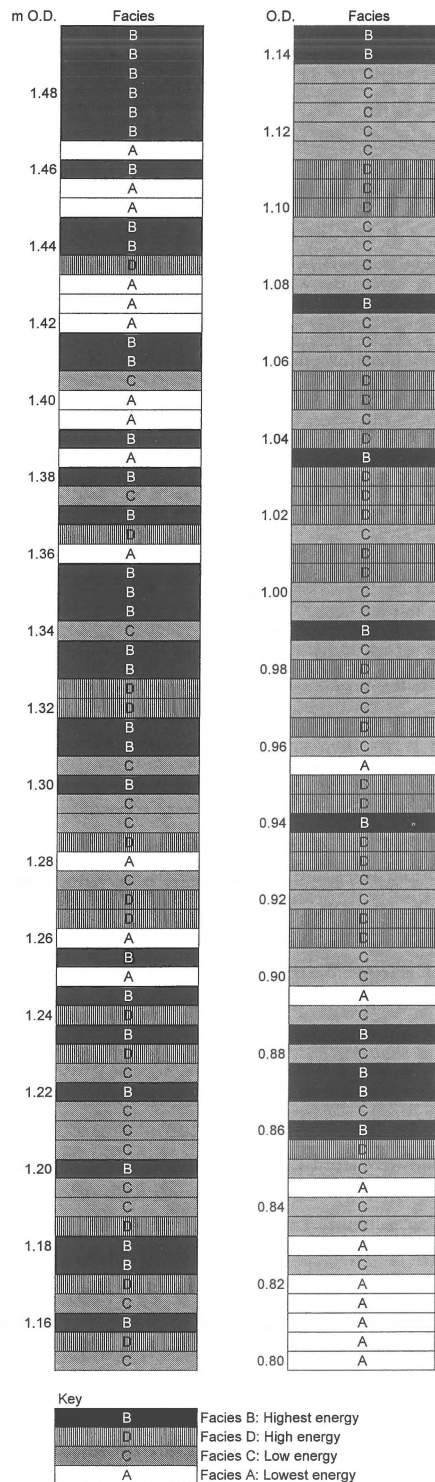 m O.D. Facies
B
B
B
1.48 B
B
B
A
1.46 B
A
A
B
1.44 B
D
A
A
1.42 A
B
B
C
1.40 A
A
B
A
1.38 B
C
B
D
1.36 A
B
B
B
1.34 C
B
B
D
1.32 D
B
B
C
1.30 B
C
C
D
1.28 A
C
D
D
1.26 A
B
A
B
1.24 D
B
D
C
1.22 B
C
C
C
1.20 B
C
C
D
1.18 B
B
D
C
1.16 B
D
C
O.D. Facies
B
1.14 B
C
C
C
1.12 C
C
D
D
1.10 D
C
C
C
1.08 C
B
C
C
1.06 C
D
D
C
1.04 D
B
D
D
1.02 D
C
D
D
1.00 C
C
B
C
0.98 D
C
C
D
0.96 C
A
D
D
0.94 B
D
D
C
0.92 C
D
D
C
0.90 C
A
C
B
0.88 C
B
B
C
0.86 B
D
C
A
0.84 C
C
A
C
0.82 A
A
A
A
0.80 A
Key
B Facies B: Highest energy
D Facies D: High energy
C Facies C: Low energy
A Facies A: Lowest energy